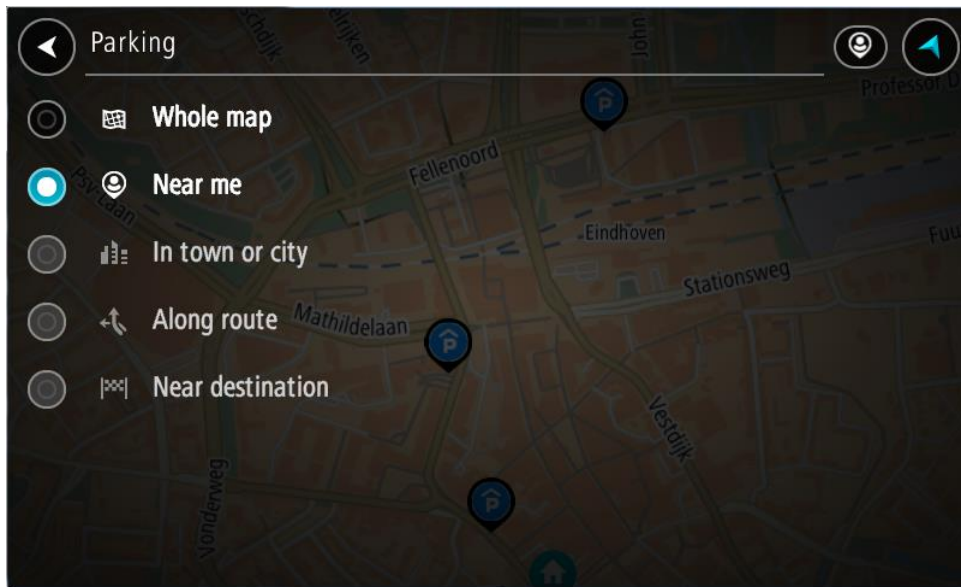 Parking
Whole map
Near me
In town or city
Along route
Near destination
John
Fellenoord
Eindhoven
Stationsweg
Mathildelaan
Vestdijk
Vonderweg
P
P
P